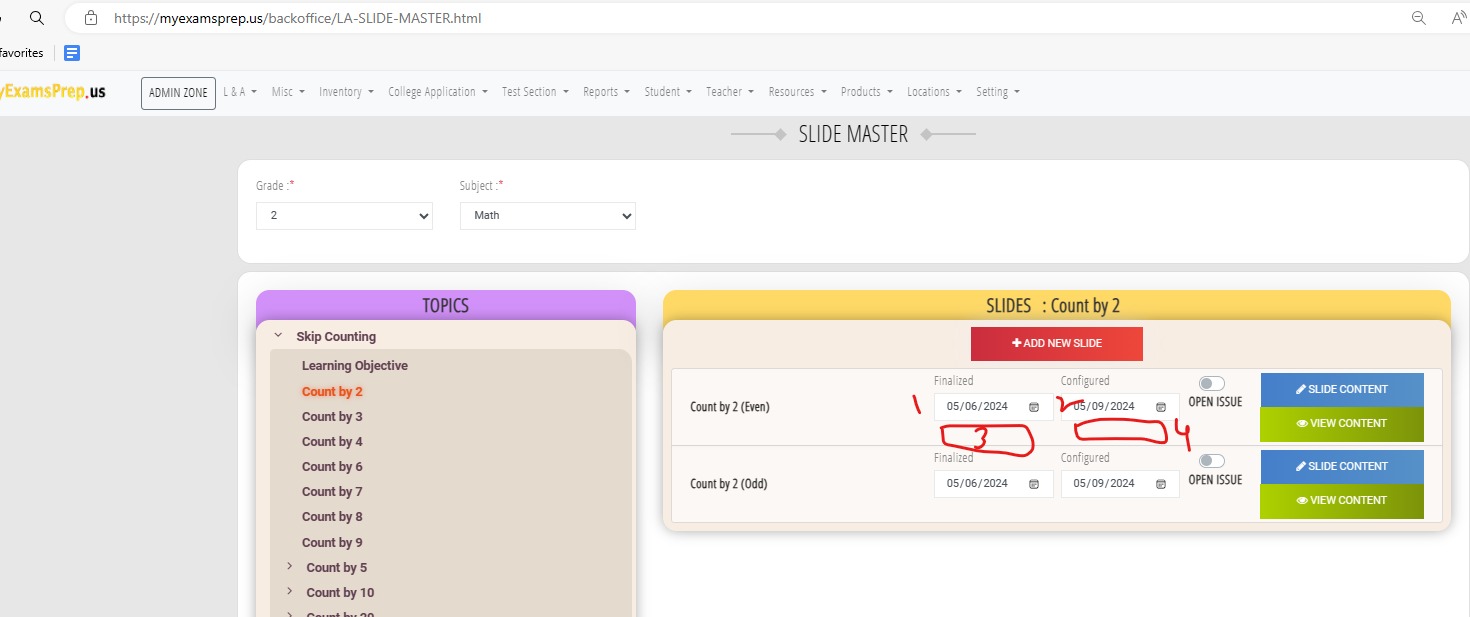 https://myexamsprep.us/backoffice/LA-SLIDE-MASTER.html
favorites
yExamsPrep.us ADMIN ZONE L & A Misc Inventory College Application Test Section Reports Student Teacher Resources Products Locations Setting
SLIDE MASTER
Grade :* Subject :*
2 Math
TOPICS
Skip Counting
Learning Objective
Count by 2
Count by 3
Count by 4
Count by 6
Count by 7
Count by 8
Count by 9
Count by 5
Count by 10
SLIDES : Count by 2
+ ADD NEW SLIDE
Finalized Configured
Count by 2 (Even) 1 05/06/2024 2 05/09/2024 OPEN ISSUE SLIDE CONTENT
VIEW CONTENT
3 4
Finalized Configured
Count by 2 (Odd) 05/06/2024 05/09/2024 OPEN ISSUE SLIDE CONTENT
VIEW CONTENT